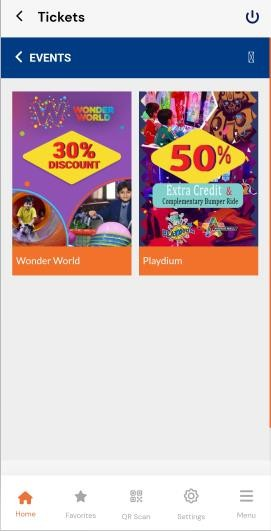 Tickets
EVENTS
WONDER
WORLD
30%
DISCOUNT
50%
Extra Credit &
Complementary Bumper Ride
Wonder World
Playdium
Home
Favorites
QR Scan
Settings
Menu